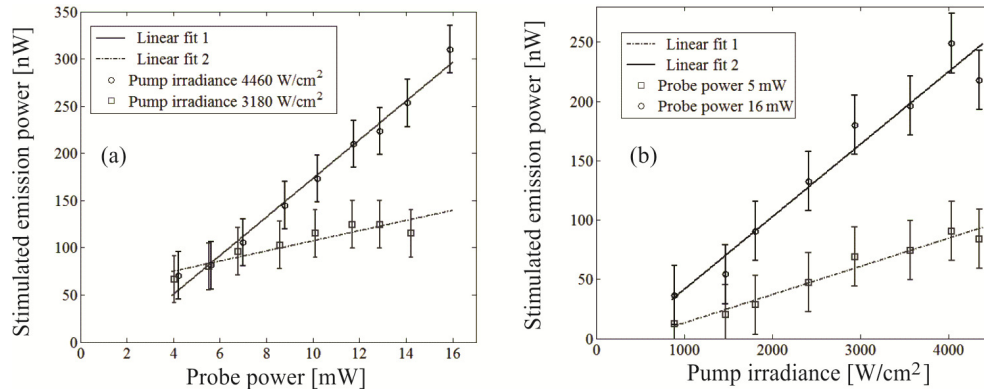 350
300
250
200
150
100
50
0
Stimulated emission power [nW]
Linear fit 1
Linear fit 2
Pump irradiance 4460 W/cm²
Pump irradiance 3180 W/cm²
(a)
0 2 4 6 8 10 12 14 16
Probe power [mW]
250
200
150
100
50
0
Stimulated emission power [nW]
Linear fit 1
Linear fit 2
Probe power 5 mW
Probe power 16 mW
(b)
0 1000 2000 3000 4000
Pump irradiance [W/cm²]